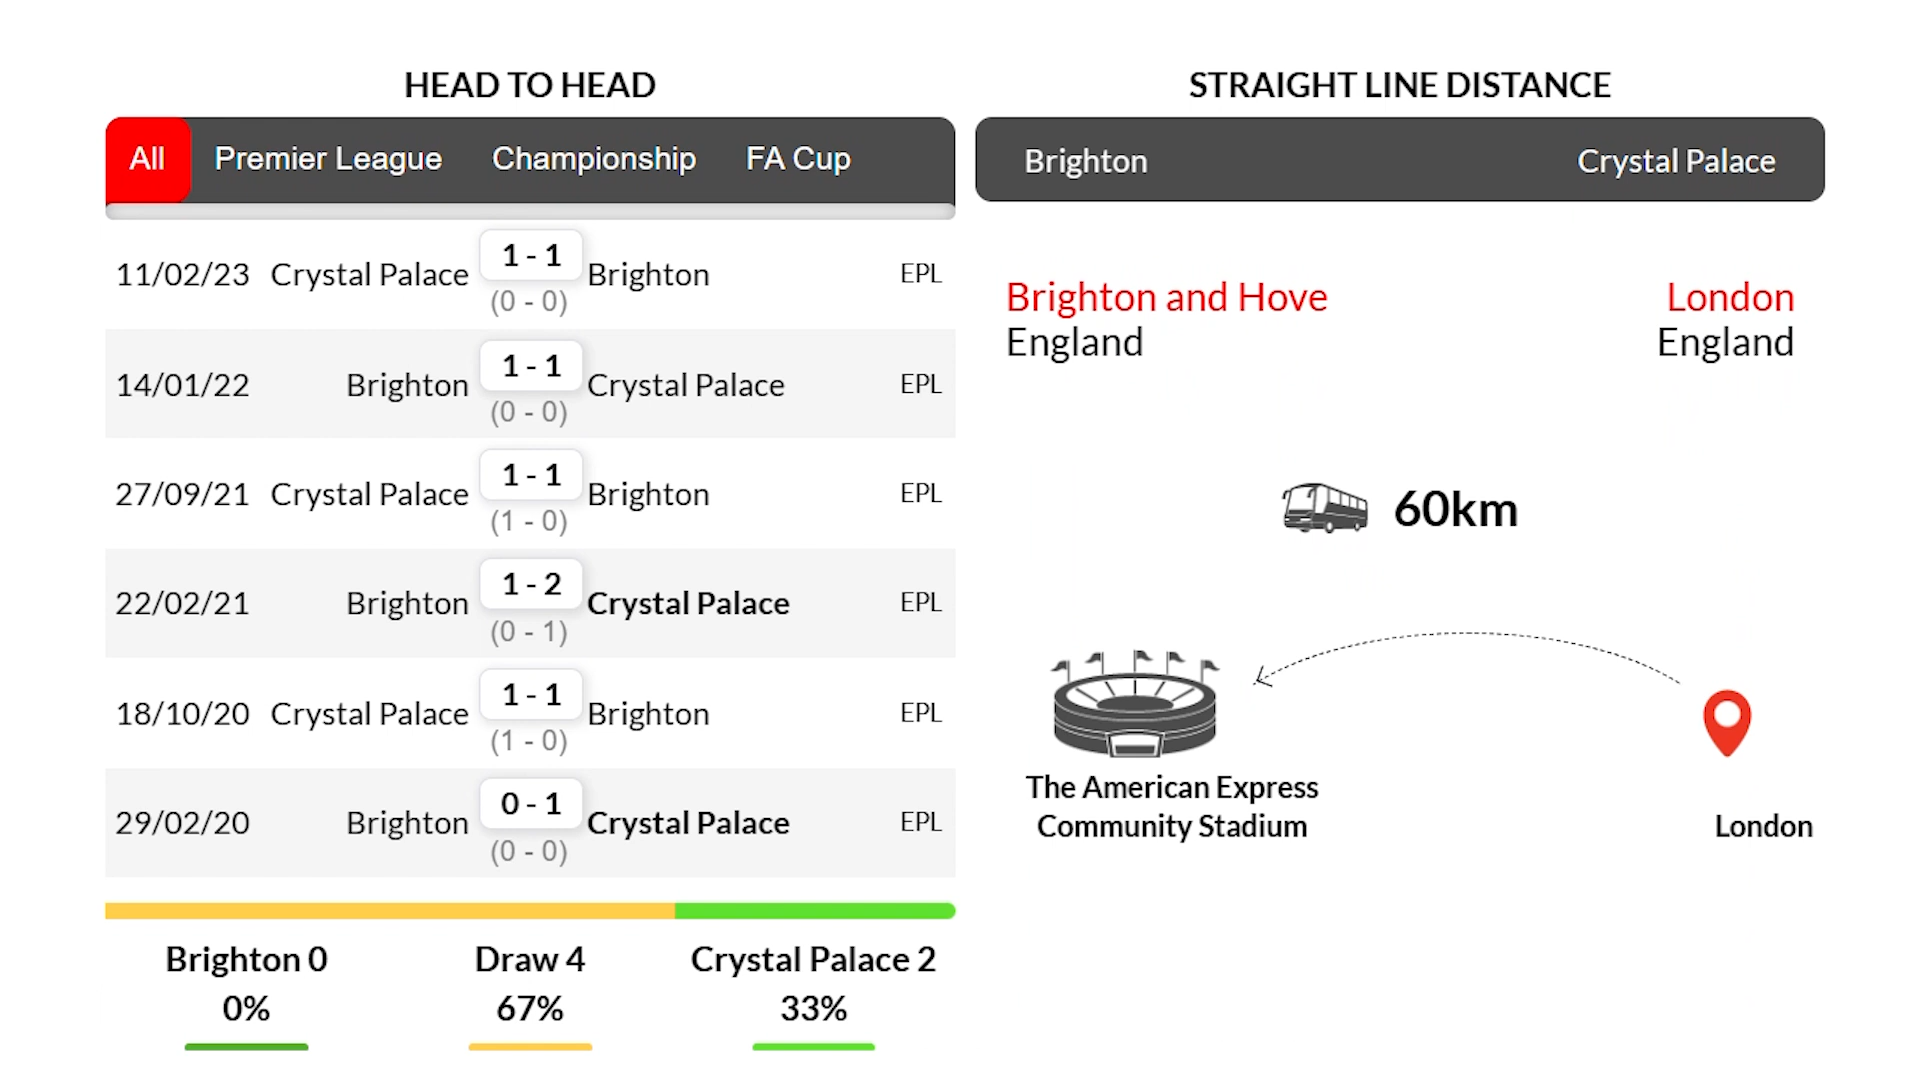 HEAD TO HEAD
All Premier League Championship FA Cup
11/02/23 Crystal Palace 1 - 1 Brighton EPL
(0 - 0)
14/01/22 Brighton 1 - 1 Crystal Palace EPL
(0 - 0)
27/09/21 Crystal Palace 1 - 1 Brighton EPL
(1 - 0)
22/02/21 Brighton 1 - 2 Crystal Palace EPL
(0 - 1)
18/10/20 Crystal Palace 1 - 1 Brighton EPL
(1 - 0)
29/02/20 Brighton 0 - 1 Crystal Palace EPL
(0 - 0)
Brighton 0 Draw 4 Crystal Palace 2
0% 67% 33%
STRAIGHT LINE DISTANCE
Brighton Crystal Palace
Brighton and Hove London
England England
60km
The American Express
Community Stadium London